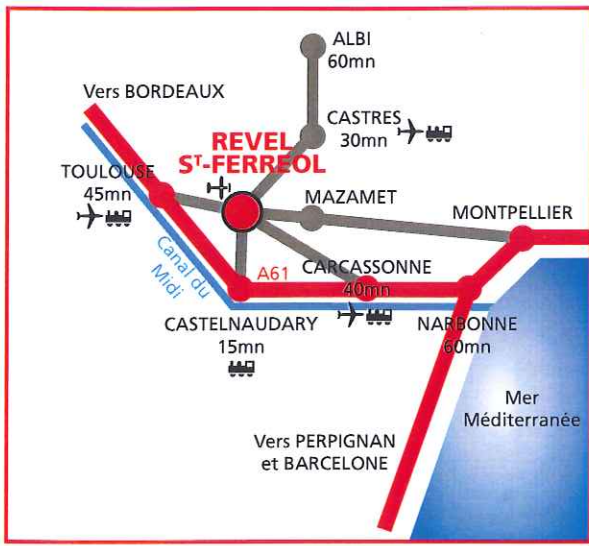 ALBI
60mn
Vers BORDEAUX
CASTRES
30mn
REVEL
Sᵀ-FERREOL
TOULOUSE
45mn
MAZAMET
MONTPELLIER
Canal du
Midi
A61
CARCASSONNE
40mn
CASTELNAUDARY
15mn
NARBONNE
60mn
Mer
Méditerranée
Vers PERPIGNAN
et BARCELONE